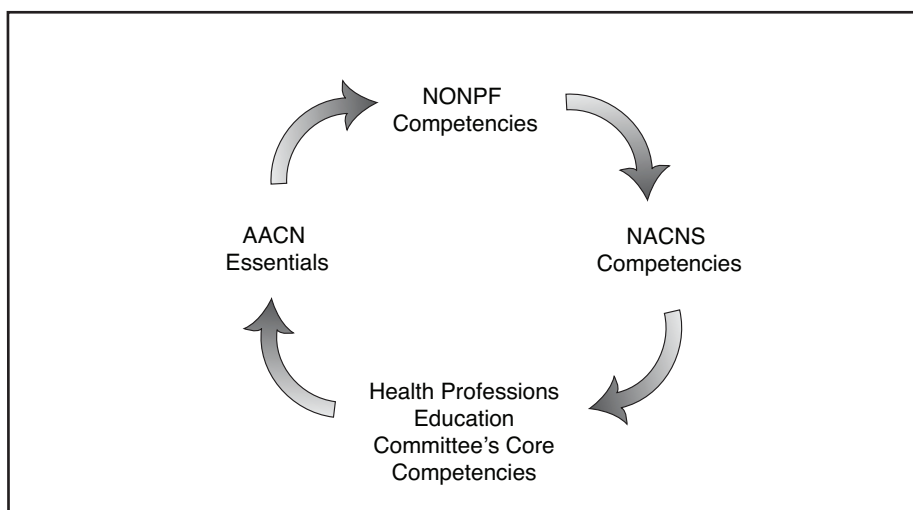 NONPF
Competencies
AACN
Essentials
NACNS
Competencies
Health Professions
Education
Committee's Core
Competencies